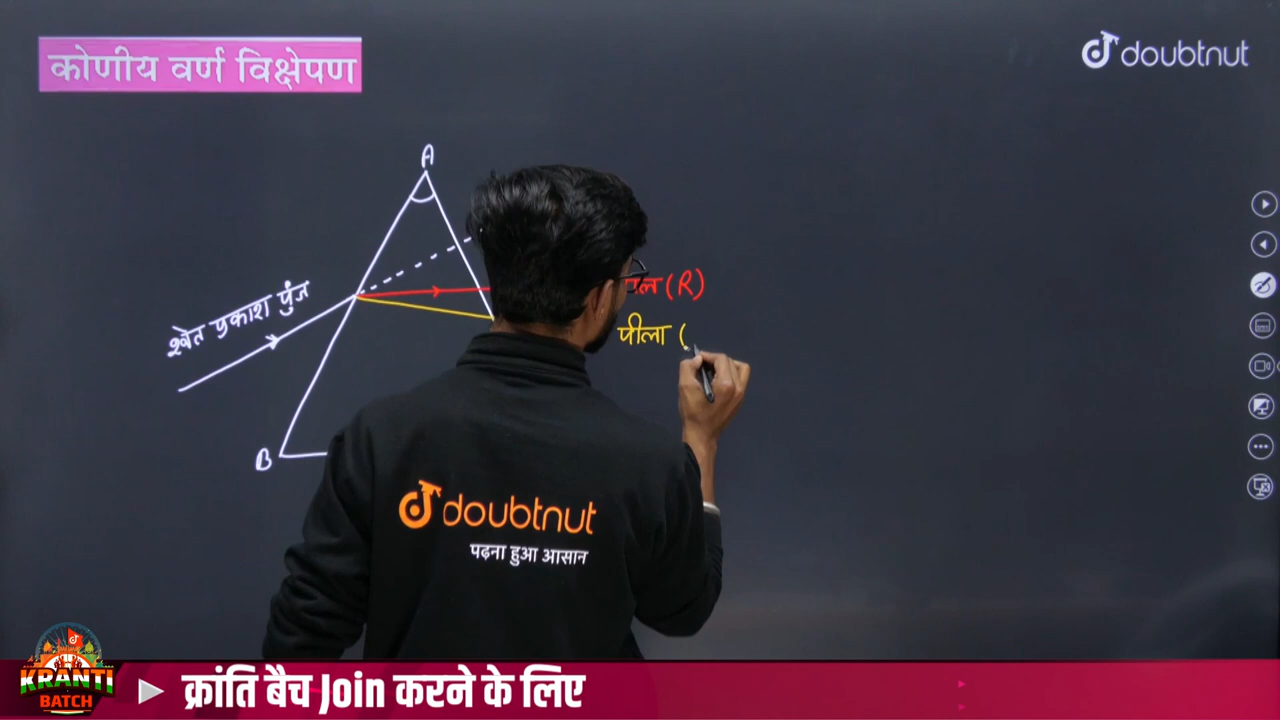 कोणीय वर्ण विक्षेपण
doubtnut
A
श्वेत प्रकाश पुंज
(R)
पीला (
B
doubtnut
पढ़ना हुआ आसान
KRANTI
BATCH
क्रांति बैच Join करने के लिए